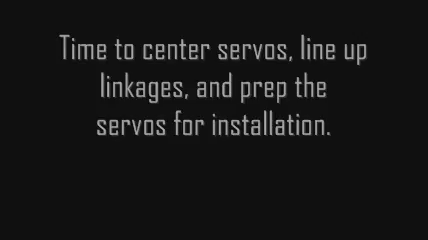 Time to center servos, line up
linkages, and prep the
servos for installation.